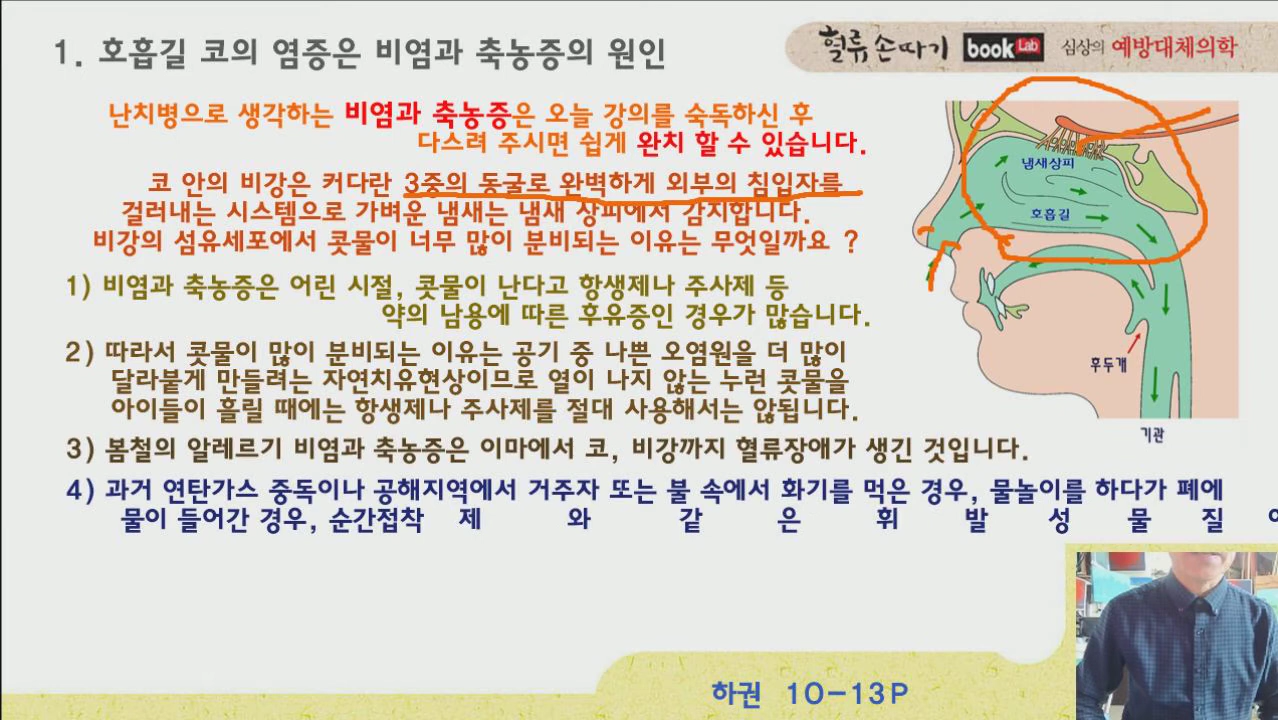 1. 호흡길 코의 염증은 비염과 축농증의 원인
혈류 손따기 book Lab 심상의 예방대체의학
난치병으로 생각하는 비염과 축농증은 오늘 강의를 숙독하신 후
다스려 주시면 쉽게 완치 할 수 있습니다.
코 안의 비강은 커다란 3중의 동굴로 완벽하게 외부의 침입자를
걸러내는 시스템으로 가벼운 냄새는 냄새 상피에서 감지합니다.
비강의 섬유세포에서 콧물이 너무 많이 분비되는 이유는 무엇일까요 ?
냄새상피
호흡길
후두개
기관
1) 비염과 축농증은 어린 시절, 콧물이 난다고 항생제나 주사제 등
약의 남용에 따른 후유증인 경우가 많습니다.
2) 따라서 콧물이 많이 분비되는 이유는 공기 중 나쁜 오염원을 더 많이
달라붙게 만들려는 자연치유현상이므로 열이 나지 않는 누런 콧물을
아이들이 흘릴 때에는 항생제나 주사제를 절대 사용해서는 않됩니다.
3) 봄철의 알레르기 비염과 축농증은 이마에서 코, 비강까지 혈류장애가 생긴 것입니다.
4) 과거 연탄가스 중독이나 공해지역에서 거주자 또는 불 속에서 화기를 먹은 경우, 물놀이를 하다가 폐에
물이 들어간 경우, 순간접착 제 와 같 은 휘 발 성 물 질
하권 10-13P